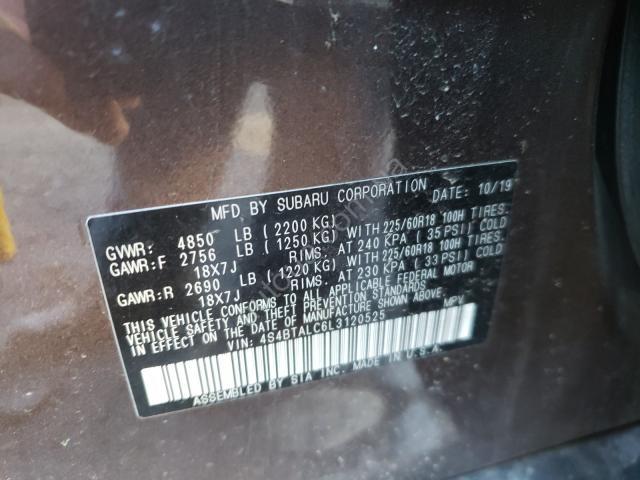 MFD. BY SUBARU CORPORATION DATE: 10/19
GVWR: 4850 LB (2200 KG)
GAWR:F 2756 LB (1250 KG) WITH 225/60R18 100H TIRES.
18X7J RIMS. AT 240 KPA (35 PSI) COLD
GAWR:R 2690 LB (1220 KG) WITH 225/60R18 100H TIRES.
18X7J RIMS. AT 230 KPA (33 PSI) COLD
THIS VEHICLE CONFORMS TO ALL APPLICABLE FEDERAL MOTOR
VEHICLE SAFETY AND THEFT PREVENTION STANDARDS IN
EFFECT ON THE DATE OF MANUFACTURE SHOWN ABOVE.
VIN: 4S4BTALC6L3120525 MPV
ASSEMBLED BY SIA INC. MADE IN U.S.A.